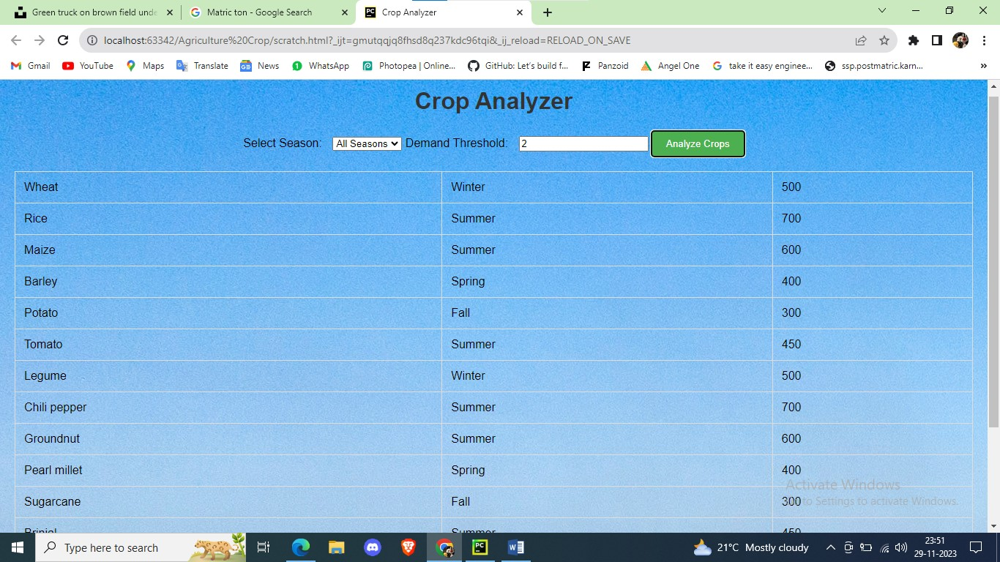 Green truck on brown field unde
Matric ton - Google Search
Crop Analyzer
localhost:63342/Agriculture%20Crop/scratch.html?_ijt=gmutqqjq8fhsd8q237kdc96tqi&_ij_reload=RELOAD_ON_SAVE
Gmail YouTube Maps Translate News WhatsApp Photopea | Online... GitHub: Let's build f... Panzoid Angel One take it easy enginee... ssp.postmatric.karn... »
Crop Analyzer
Select Season: All Seasons Demand Threshold: 2 Analyze Crops
Wheat Winter 500
Rice Summer 700
Maize Summer 600
Barley Spring 400
Potato Fall 300
Tomato Summer 450
Legume Winter 500
Chili pepper Summer 700
Groundnut Summer 600
Pearl millet Spring 400
Activate Windows
Sugarcane Fall 300
to Settings to activate Windows.
Brinjal Summer 450
Type here to search
21°C Mostly cloudy
23:51
29-11-2023